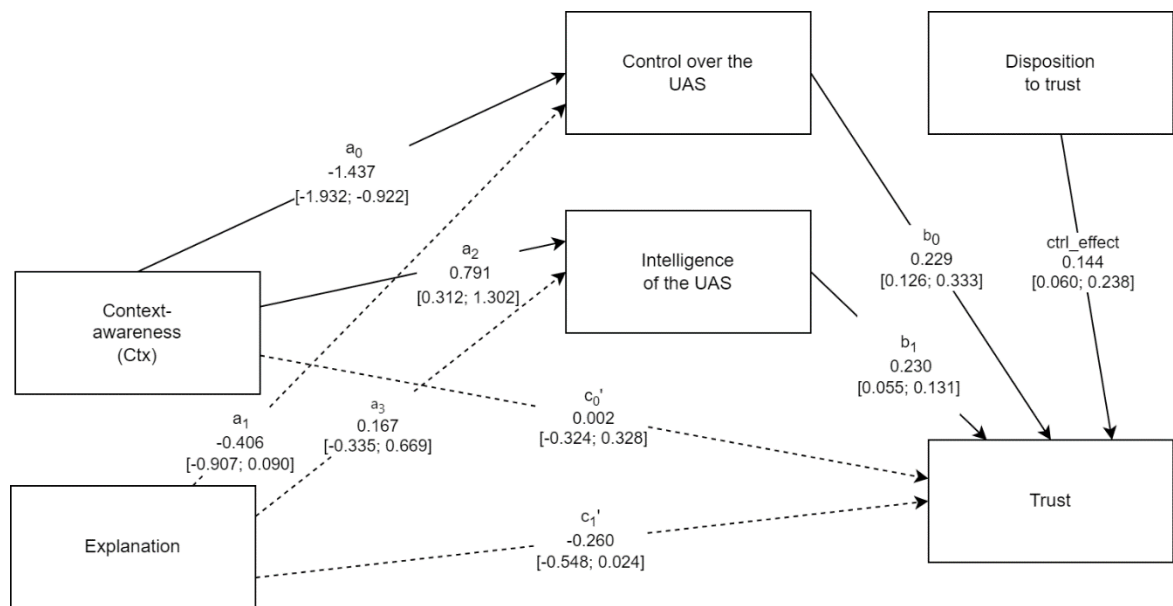 Control over the
UAS
Disposition
to trust
a0
-1.437
[-1.932; -0.922]
a2
0.791
[0.312; 1.302]
Intelligence
of the UAS
b0
0.229
[0.126; 0.333]
ctrl_effect
0.144
[0.060; 0.238]
Context-
awareness
(Ctx)
b1
0.230
[0.055; 0.131]
a1
-0.406
[-0.907; 0.090]
a3
0.167
[-0.335; 0.669]
c0'
0.002
[-0.324; 0.328]
Trust
Explanation
c1'
-0.260
[-0.548; 0.024]